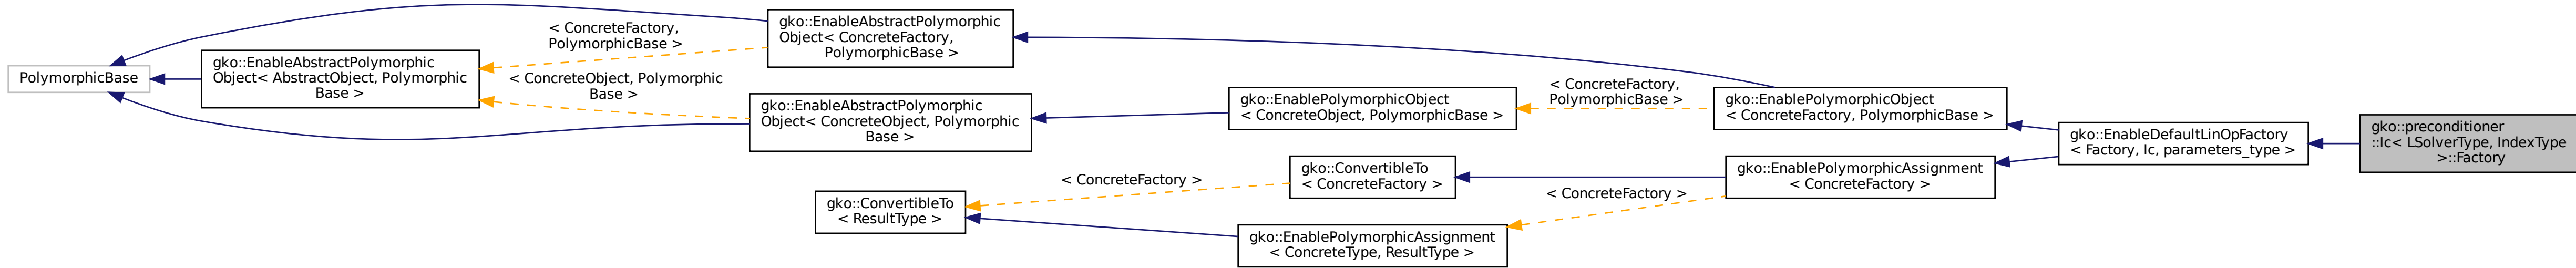 PolymorphicBase
gko::EnableAbstractPolymorphic
Object< AbstractObject, Polymorphic
Base >
< ConcreteFactory,
PolymorphicBase >
< ConcreteObject, Polymorphic
Base >
gko::EnableAbstractPolymorphic
Object< ConcreteFactory,
PolymorphicBase >
gko::EnableAbstractPolymorphic
Object< ConcreteObject, Polymorphic
Base >
gko::ConvertibleTo
< ResultType >
< ConcreteFactory >
gko::EnablePolymorphicObject
< ConcreteObject, PolymorphicBase >
gko::ConvertibleTo
< ConcreteFactory >
gko::EnablePolymorphicAssignment
< ConcreteType, ResultType >
< ConcreteFactory,
PolymorphicBase >
< ConcreteFactory >
gko::EnablePolymorphicObject
< ConcreteFactory, PolymorphicBase >
gko::EnablePolymorphicAssignment
< ConcreteFactory >
gko::EnableDefaultLinOpFactory
< Factory, Ic, parameters_type >
gko::preconditioner
::Ic< LSolverType, IndexType
>::Factory